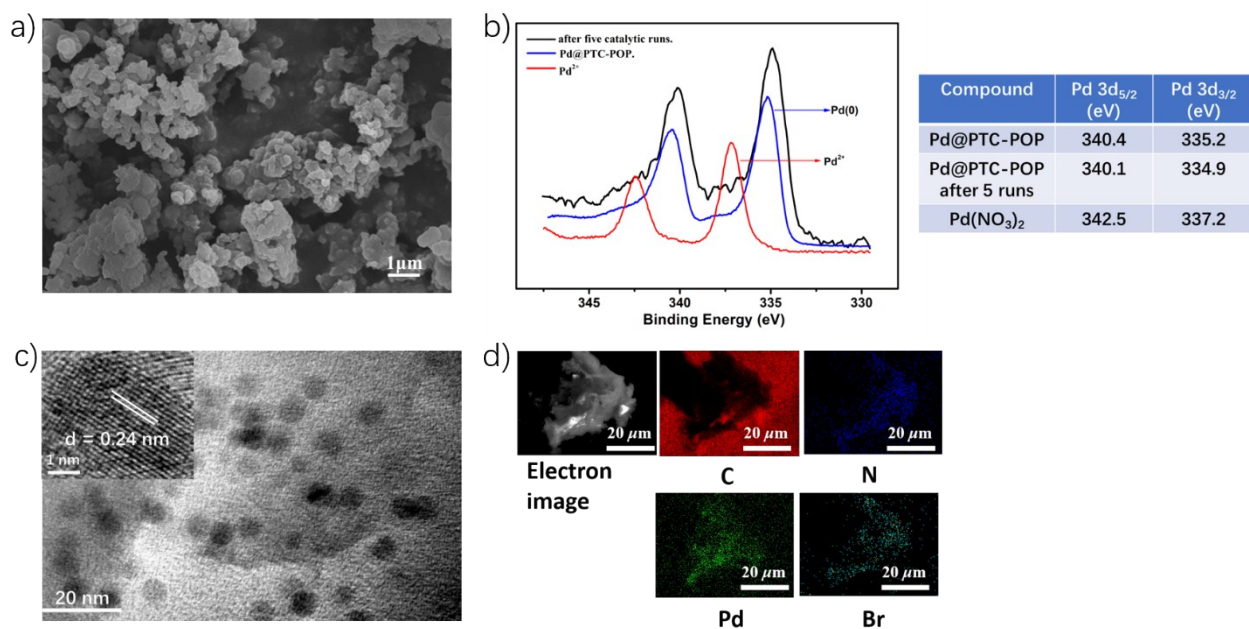 a)
1μm
b)
after five catalytic runs.
Pd@PTC-POP.
Pd²⁺
Pd(0)
Pd²⁺
345 340 335 330
Binding Energy (eV)
Compound Pd 3d₅/₂ (eV) Pd 3d₃/₂ (eV)
Pd@PTC-POP 340.4 335.2
Pd@PTC-POP after 5 runs 340.1 334.9
Pd(NO₃)₂ 342.5 337.2
c)
d = 0.24 nm
1 nm
20 nm
d)
20 μm
20 μm
20 μm
Electron image
C
N
20 μm
20 μm
Pd
Br